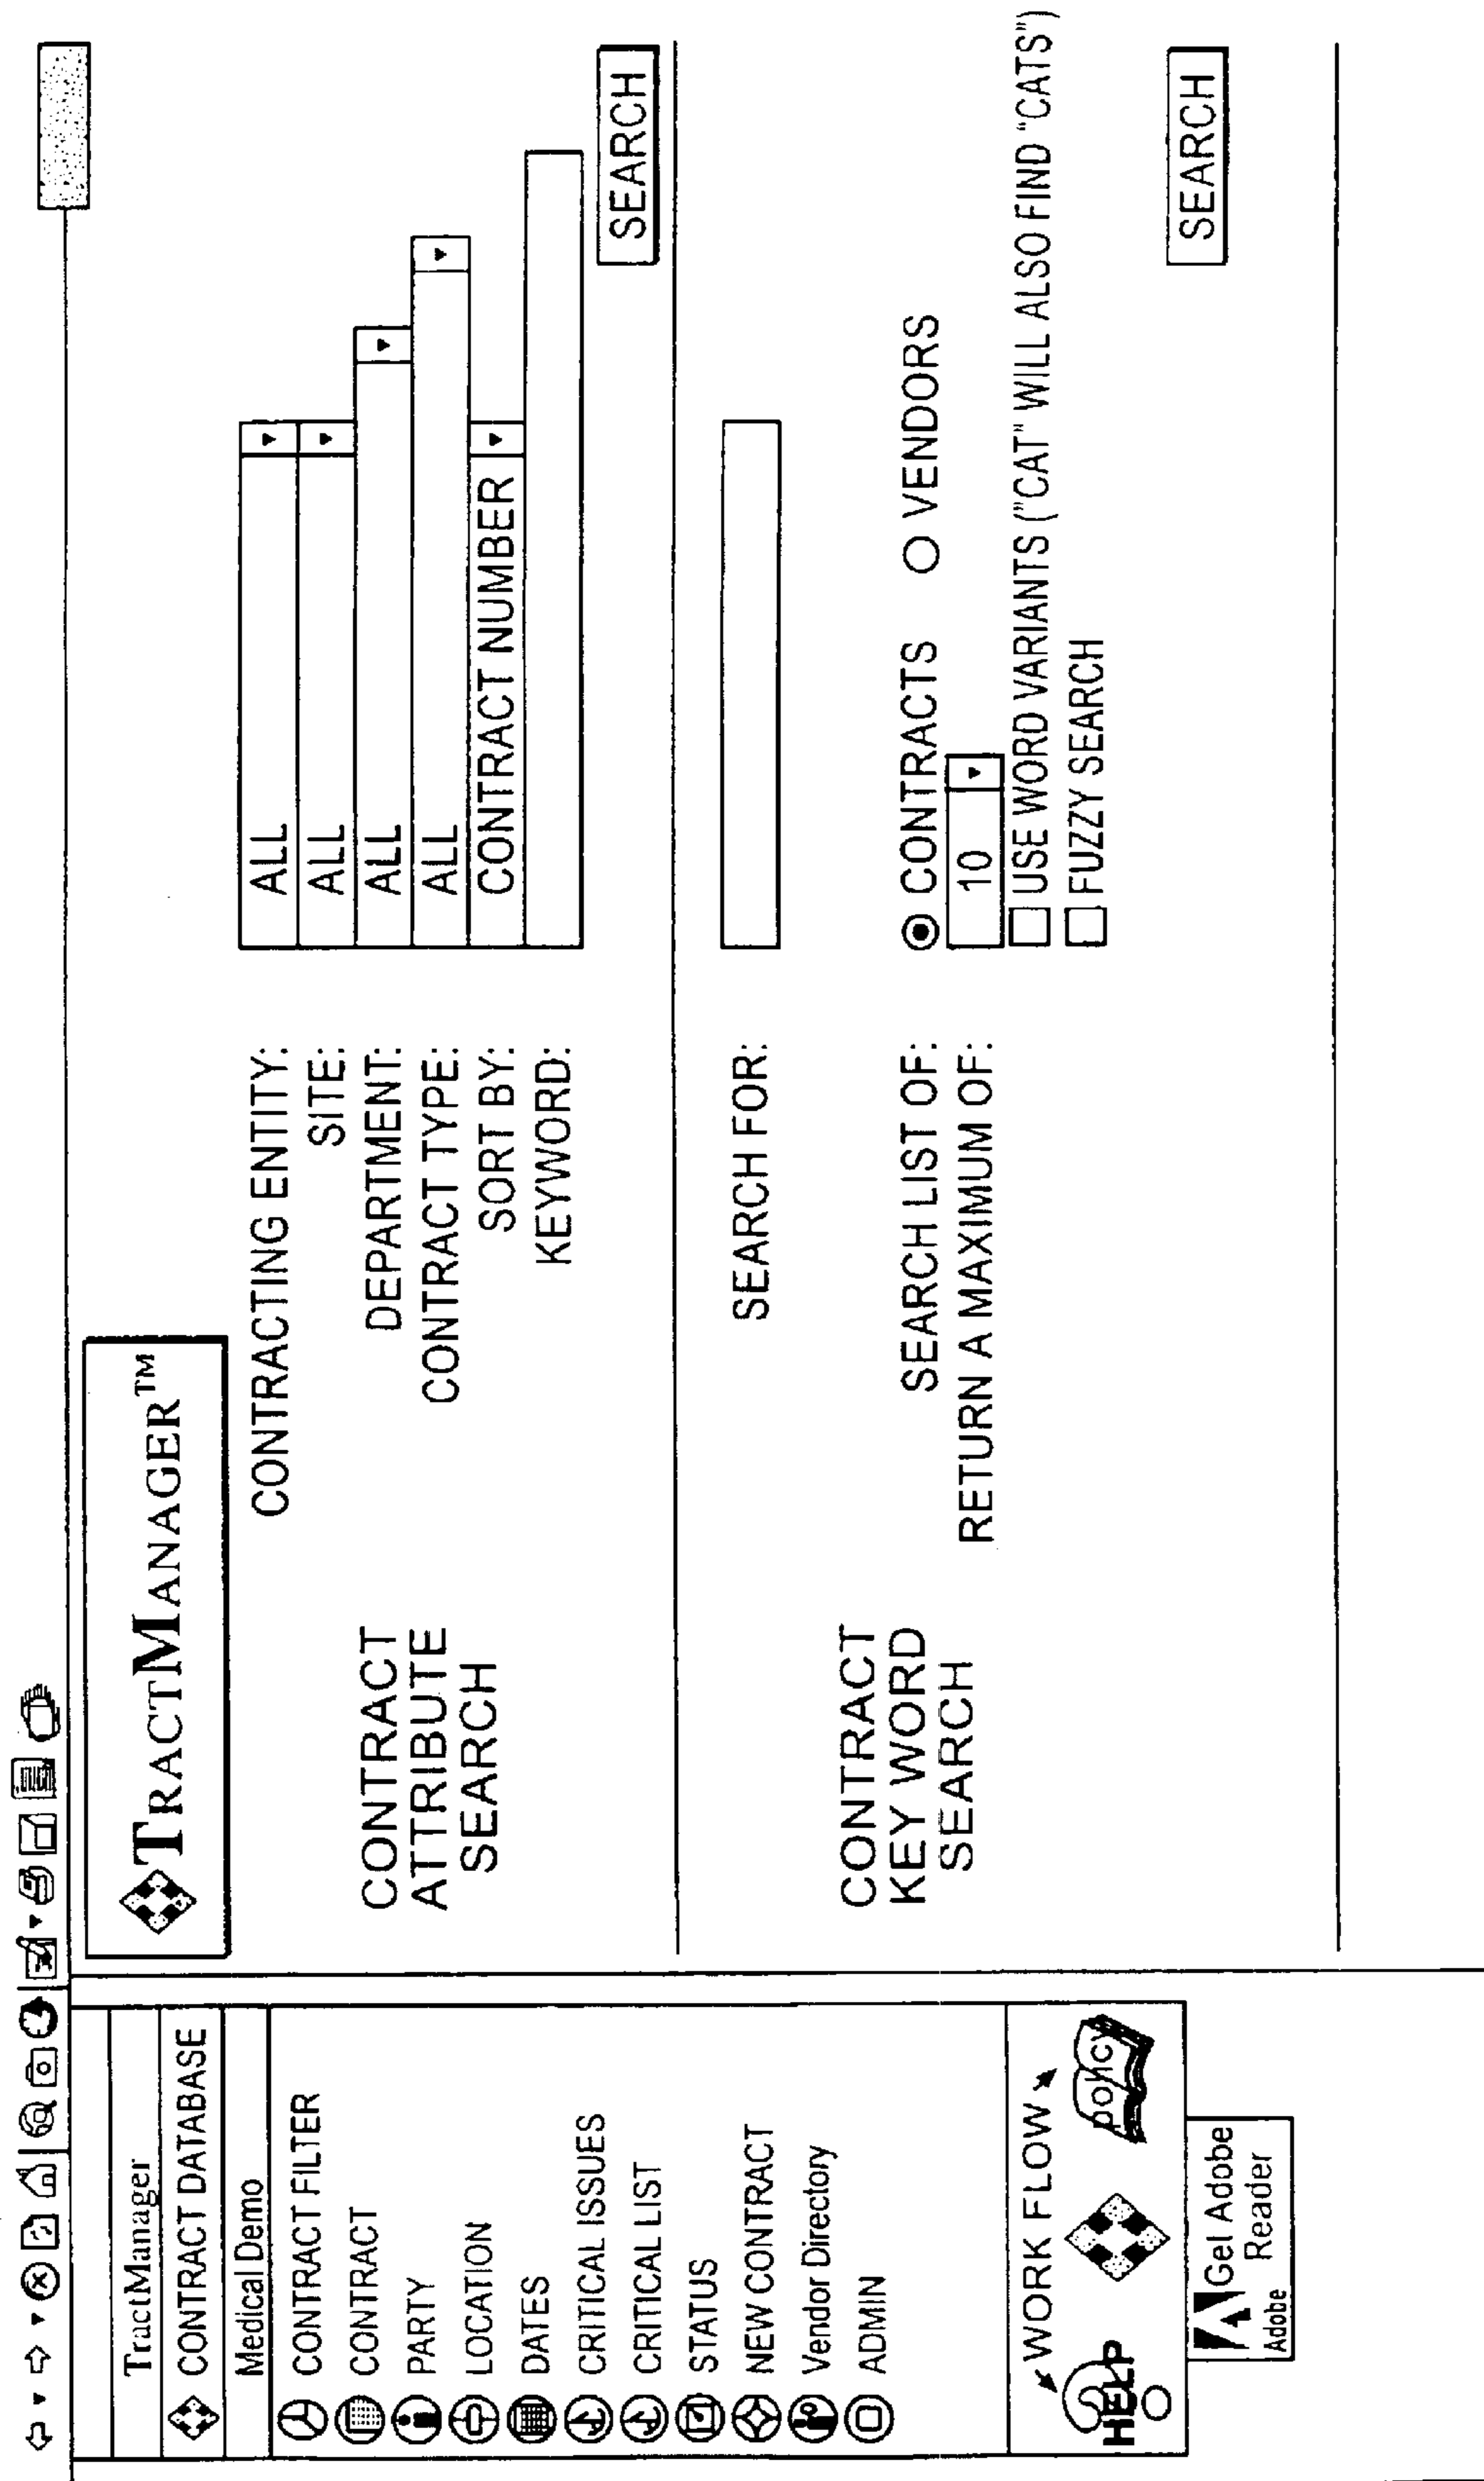 TractManager
CONTRACT DATABASE
Medical Demo
CONTRACT FILTER
CONTRACT
PARTY
LOCATION
DATES
CRITICAL ISSUES
CRITICAL LIST
STATUS
NEW CONTRACT
Vendor Directory
ADMIN
WORK FLOW
HELP
policy
Adobe
Gel Adobe
Reader
TRACTMANAGER™
CONTRACT
ATTRIBUTE
SEARCH
CONTRACTING ENTITY: ALL
SITE: ALL
DEPARTMENT: ALL
CONTRACT TYPE: ALL
SORT BY: CONTRACT NUMBER
KEYWORD:
SEARCH
CONTRACT
KEY WORD
SEARCH
SEARCH FOR:
SEARCH LIST OF: CONTRACTS VENDORS
RETURN A MAXIMUM OF: 10
USE WORD VARIANTS ("CAT" WILL ALSO FIND "CATS")
FUZZY SEARCH
SEARCH